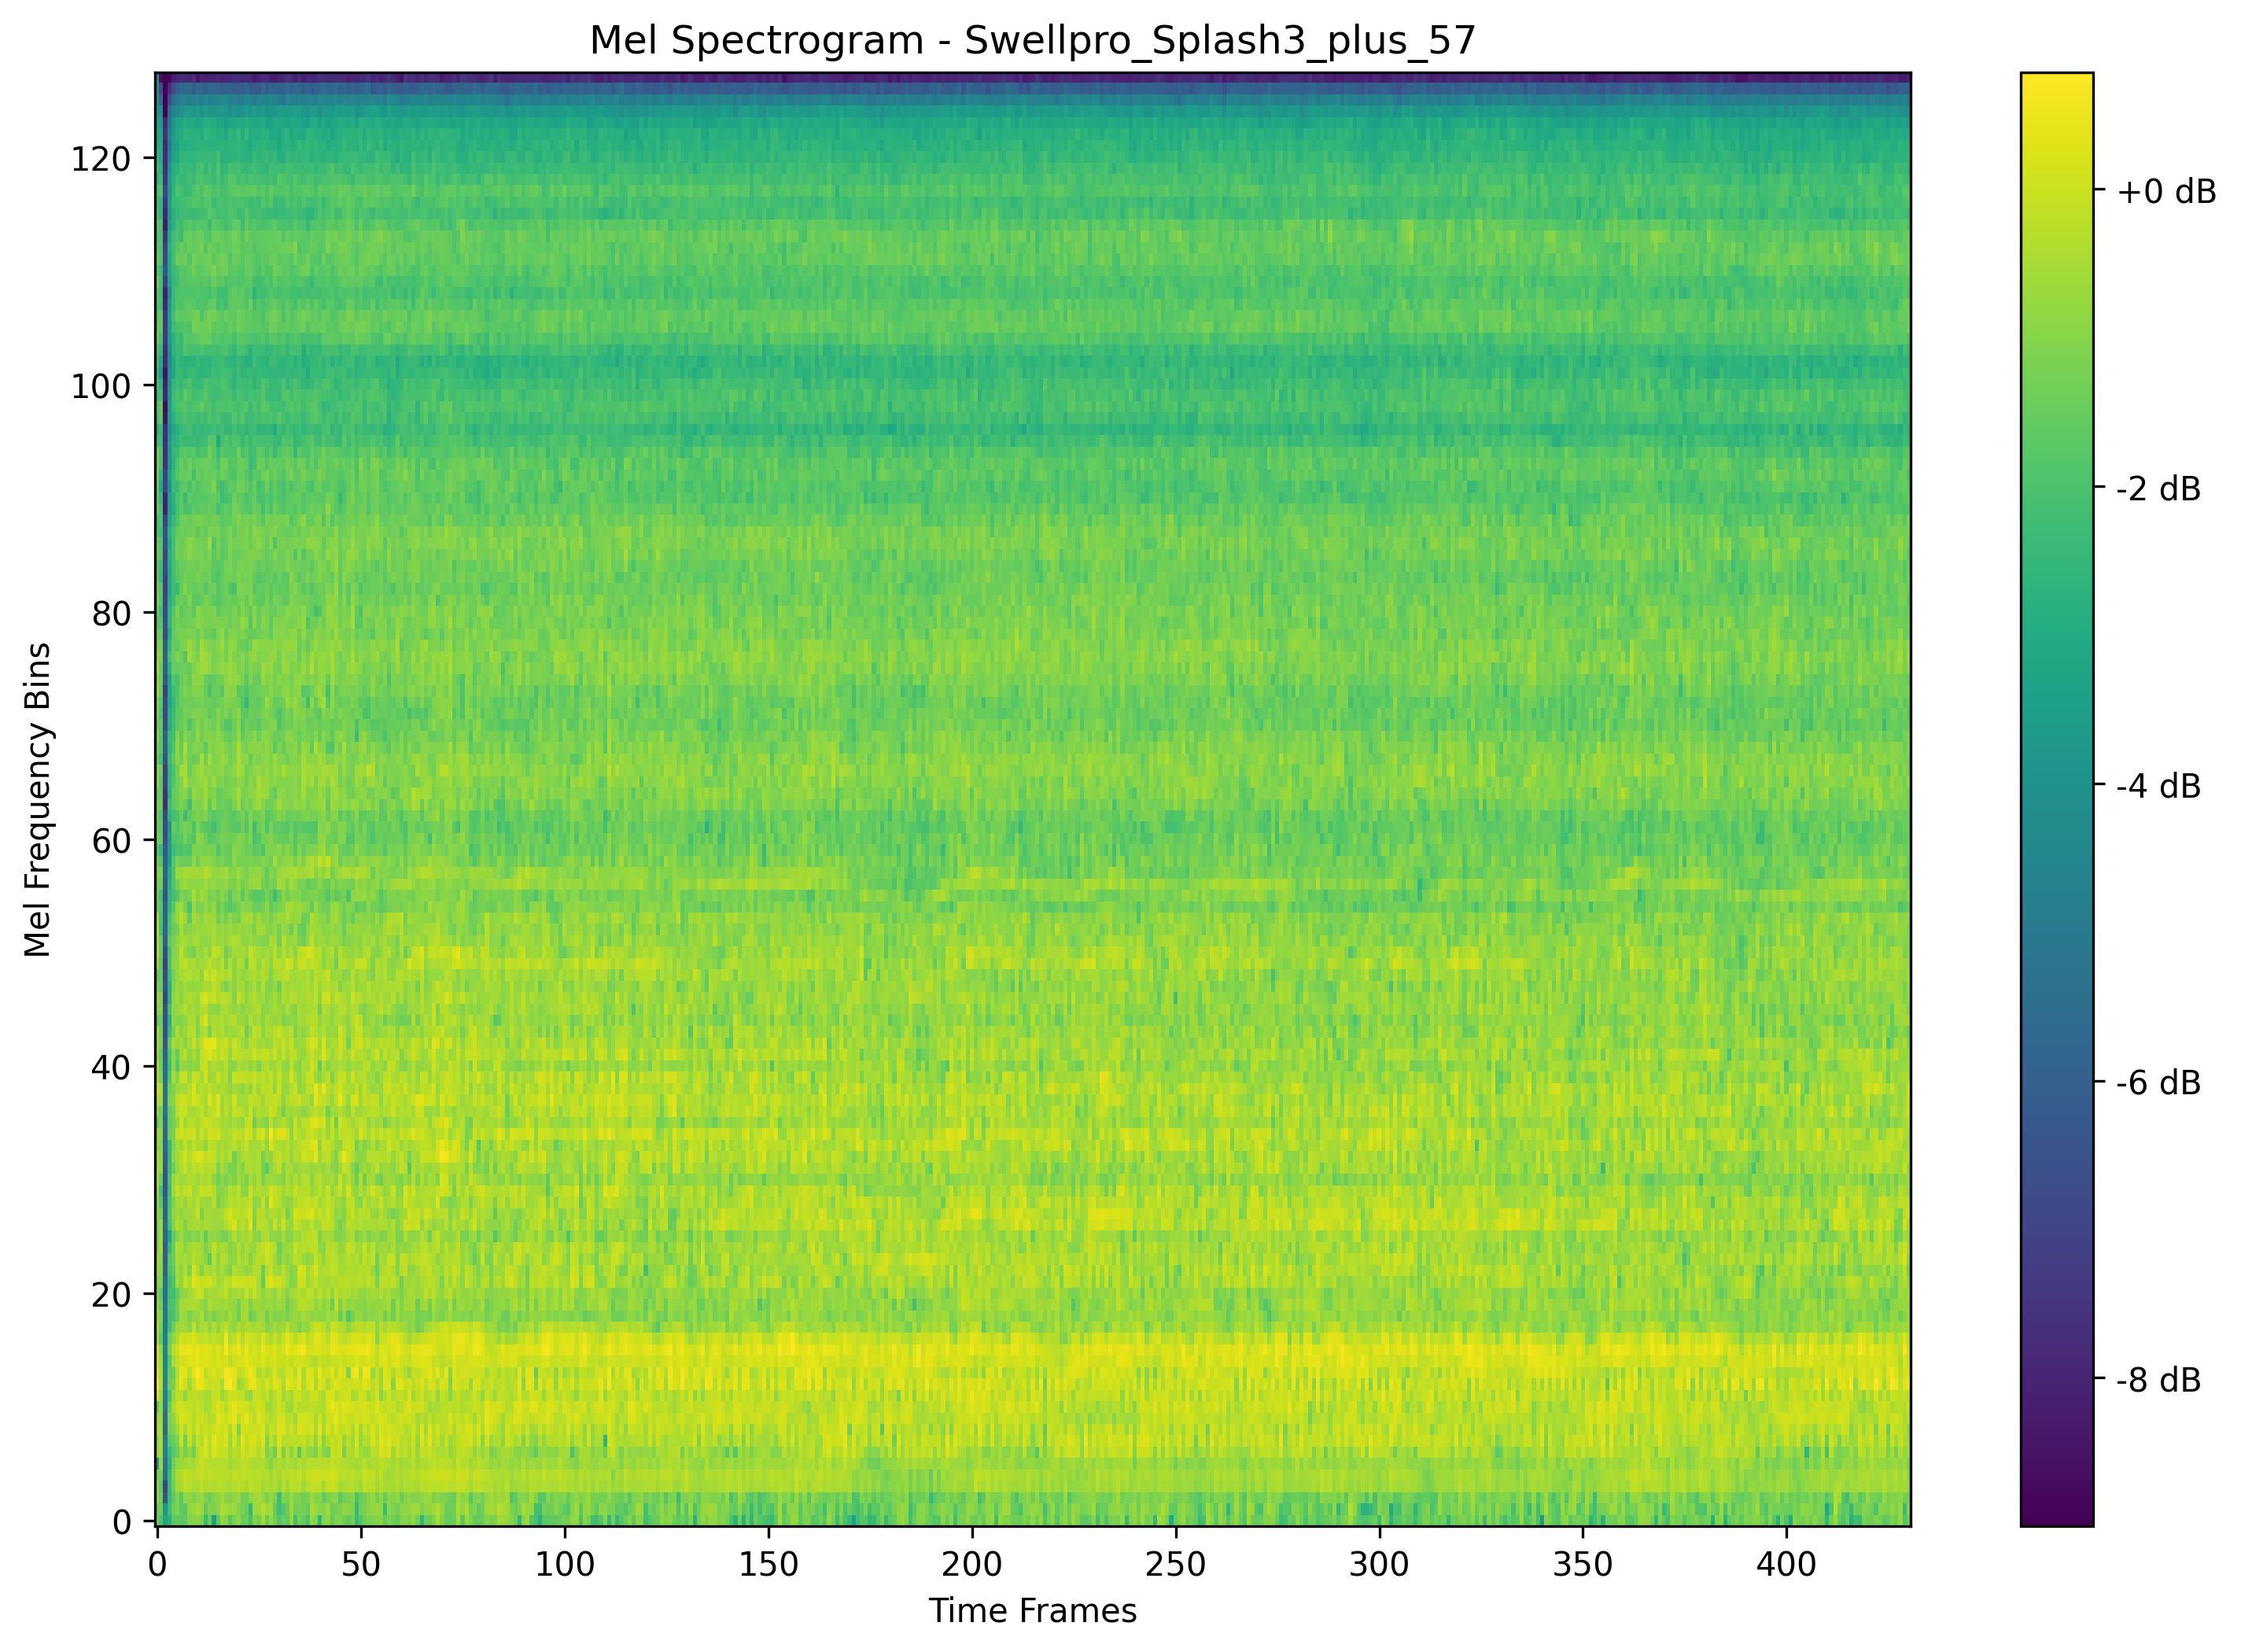 Mel Spectrogram - Swellpro_Splash3_plus_57
Mel Frequency Bins
120
100
80
60
40
20
0
0 50 100 150 200 250 300 350 400
Time Frames
+0 dB
-2 dB
-4 dB
-6 dB
-8 dB